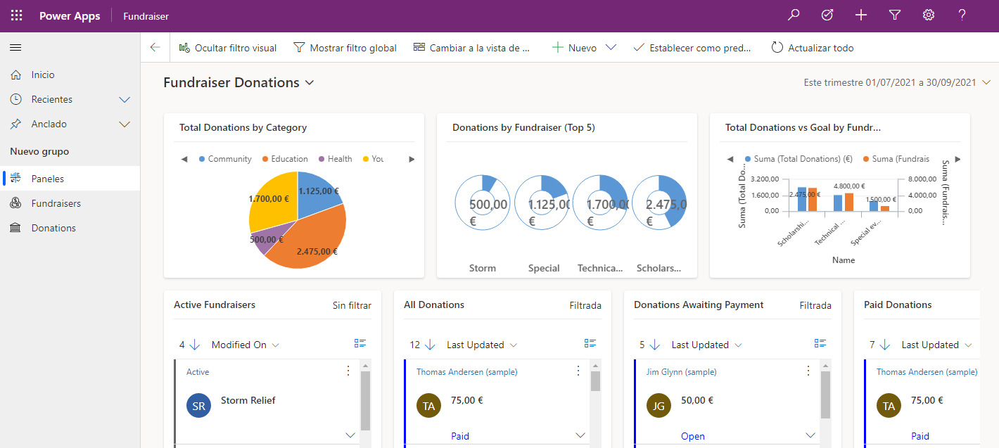 Power Apps
Fundraiser
Ocultar filtro visual
Mostrar filtro global
Cambiar a la vista de ...
Nuevo
Establecer como pred...
Actualizar todo
Inicio
Recientes
Anclado
Nuevo grupo
Paneles
Fundraisers
Donations
Fundraiser Donations
Este trimestre 01/07/2021 a 30/09/2021
Total Donations by Category
Community
Education
Health
You
1.125,00 €
1.700,00 €
500,00 €
2.475,00 €
Donations by Fundraiser (Top 5)
500,00 €
1.125,0(
€
1.700,0(
€
2.475,0
€
Storm
Special
Technica...
Scholars...
Total Donations vs Goal by Fundr...
Suma (Total Donations) (€)
Suma (Fundrais
Suma (Total Do...
3.200,00
1.600,00
0,00
2.475,00 €
4.800,00 €
1.500,00 €
8.000,00
4.000,00
0,00
Suma (Fundrais...
Scholarshi...
Technical ...
Special ev...
Name
Active Fundraisers
Sin filtrar
4
Modified On
Active
SR
Storm Relief
All Donations
Filtrada
12
Last Updated
Thomas Andersen (sample)
TA
75,00 €
Paid
Donations Awaiting Payment
Filtrada
5
Last Updated
Jim Glynn (sample)
JG
50,00 €
Open
Paid Donations
7
Last Updated
Thomas Andersen (sample)
TA
75,00 €
Paid